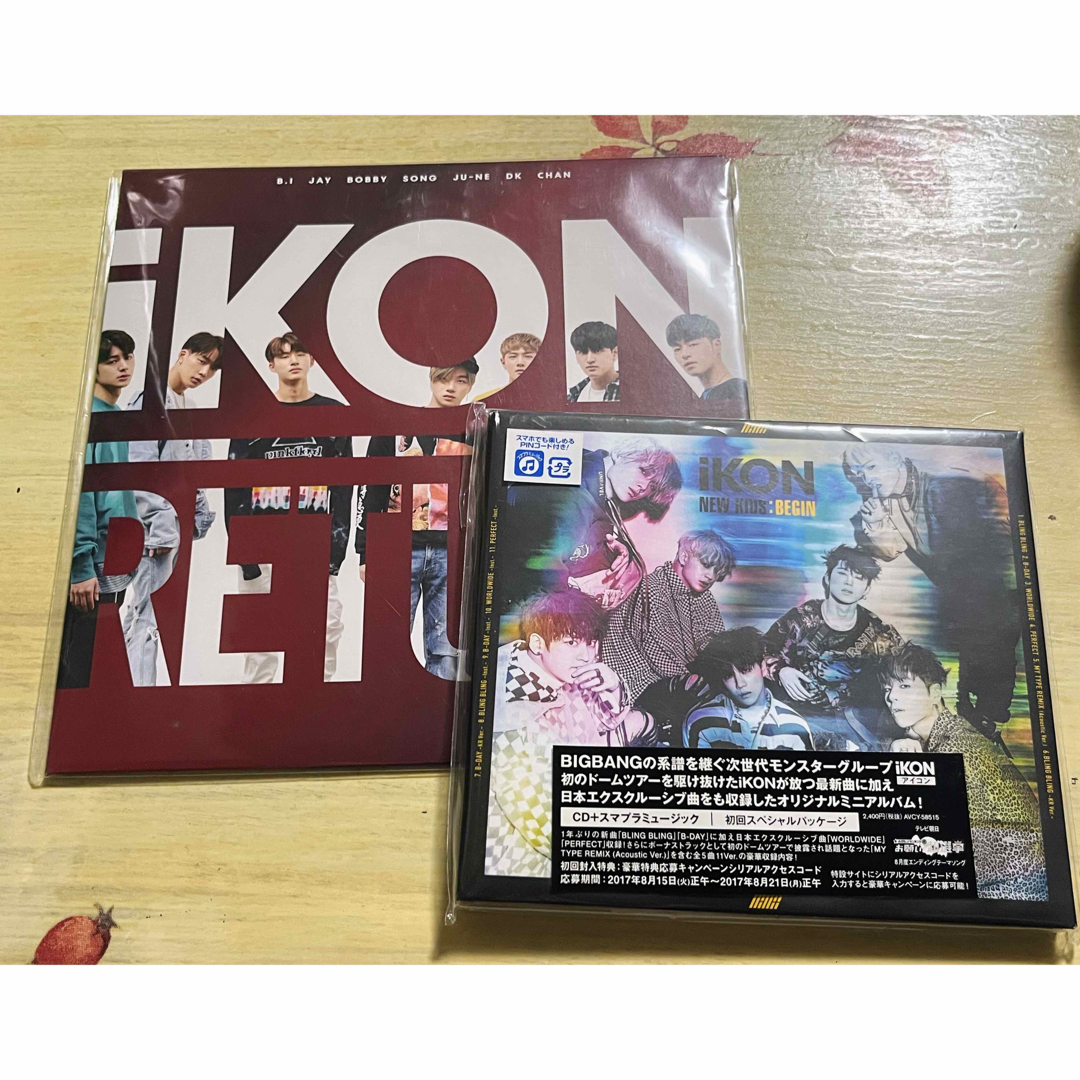 B.I JAY BOBBY SONG JU-NE DK CHAN
iKON
RETU
pinkfloyd
スマホでも楽しめる
PINコード付き!
iKON
NEW KIDS : BEGIN
1. BLING BLING 2. B-DAY 3. WORLDWIDE 4. PERFECT 5. MY TYPE REMIX (Acoustic Ver.) 6. BLING BLING -KR Ver.-
7. B-DAY -KR Ver.- 8. BLING BLING -Inst.- 9. B-DAY -Inst.- 10. WORLDWIDE -Inst.- 11. PERFECT -Inst.-
BIGBANGの系譜を継ぐ次世代モンスターグループ iKON
アイコン
初のドームツアーを駆け抜けたiKONが放つ最新曲に加え
日本エクスクルーシブ曲をも収録したオリジナルミニアルバム!
CD+スマプラミュージック | 初回スペシャルパッケージ
2,400円(税抜) AVCY-58515
1年ぶりの新曲「BLING BLING」「B-DAY」に加え日本エクスクルーシブ曲「WORLDWIDE」
「PERFECT」収録!さらにボーナストラックとして初のドームツアーで披露され話題となった「MY
TYPE REMIX (Acoustic Ver.)」を含む全5曲11Ver.の豪華収録内容!
テレビ朝日
8月度エンディングテーマソング
初回封入特典:豪華特典応募キャンペーンシリアルアクセスコード
応募期間:2017年8月15日(火)正午〜2017年8月21日(月)正午
特設サイトにシリアルアクセスコードを
入力すると豪華キャンペーンに応募可能!